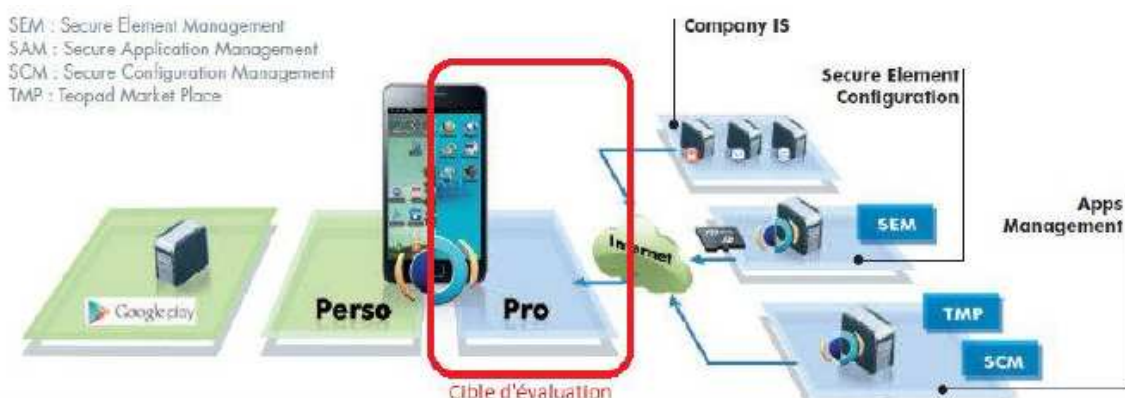 SEM : Secure Element Management
SAM : Secure Application Management
SCM : Secure Configuration Management
TMP : Teopad Market Place
Company IS
Secure Element
Configuration
Apps
Management
SEM
Internet
TMP
SCM
Google play
Perso
Pro
Cible d'évaluation